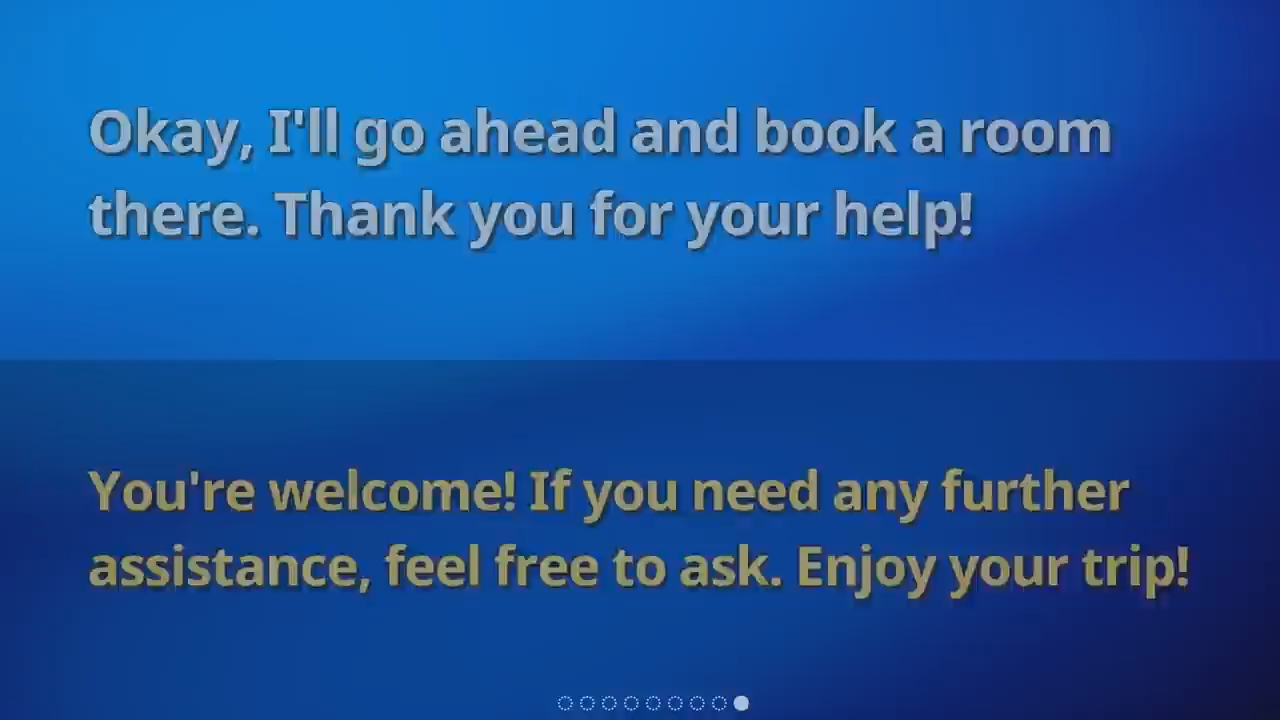 Okay, I'll go ahead and book a room
there. Thank you for your help!
You're welcome! If you need any further
assistance, feel free to ask. Enjoy your trip!